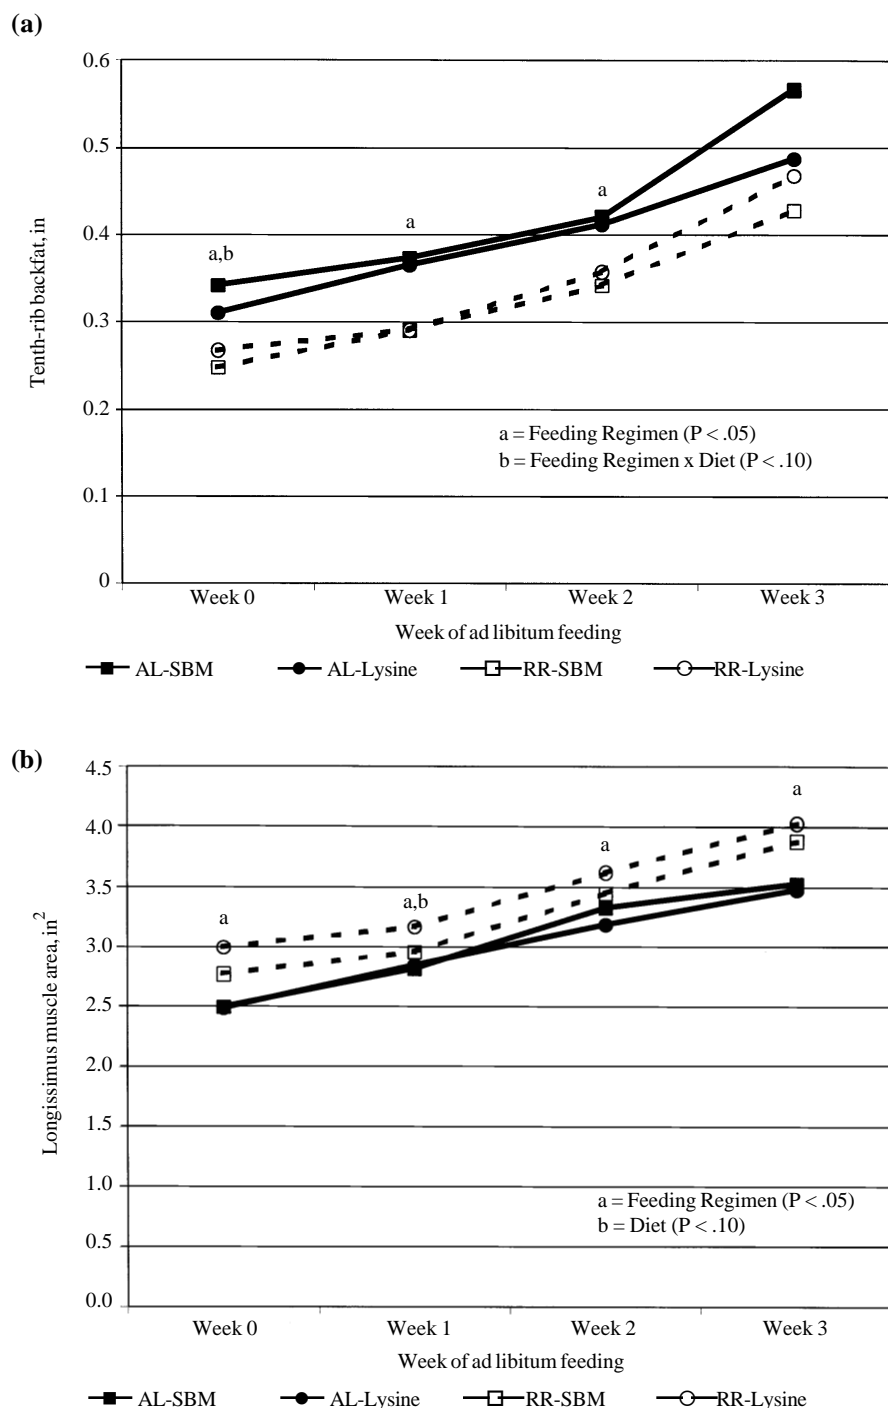 (a)
0.6
0.5
0.4
0.3
0.2
0.1
0
Tenth-rib backfat, in
a,b
a
a
a = Feeding Regimen (P < .05)
b = Feeding Regimen x Diet (P < .10)
Week 0 Week 1 Week 2 Week 3
Week of ad libitum feeding
AL-SBM AL-Lysine RR-SBM RR-Lysine
(b)
4.5
4.0
3.5
3.0
2.5
2.0
1.5
1.0
0.5
0.0
Longissimus muscle area, in²
a
a,b
a
a
a = Feeding Regimen (P < .05)
b = Diet (P < .10)
Week 0 Week 1 Week 2 Week 3
Week of ad libitum feeding
AL-SBM AL-Lysine RR-SBM RR-Lysine